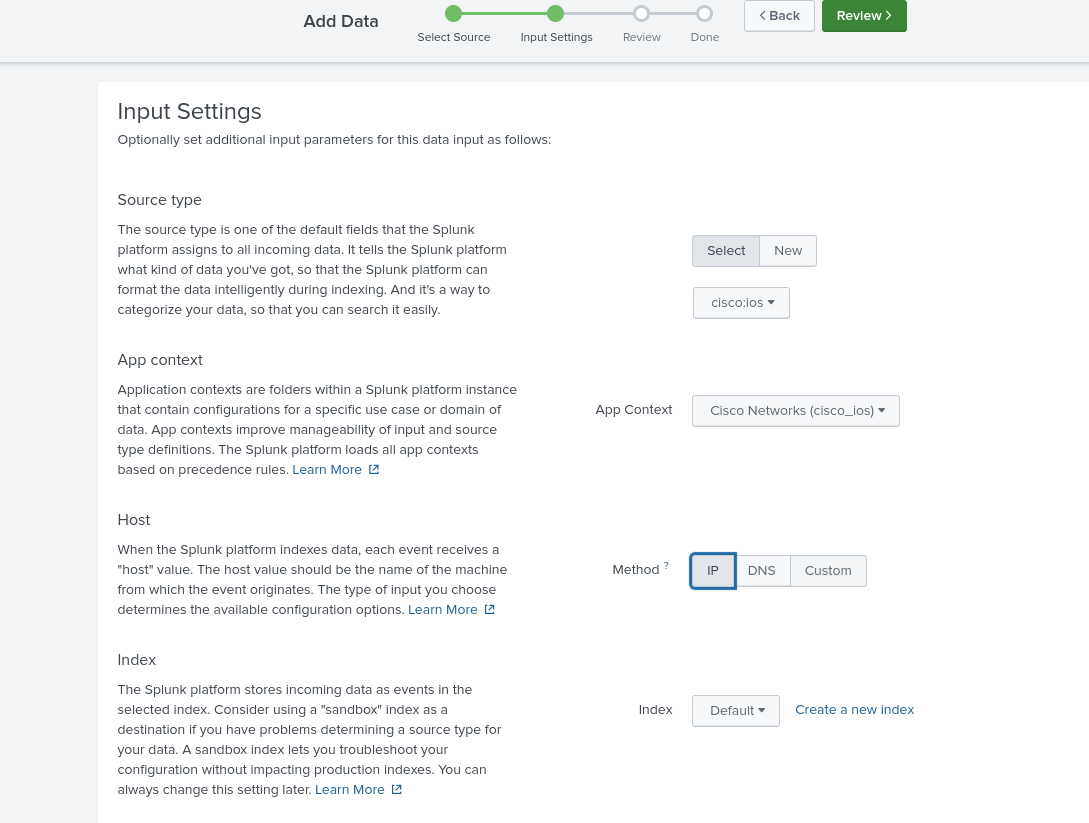 Add Data
Select Source
Input Settings
Review
Done
Back
Review
Input Settings
Optionally set additional input parameters for this data input as follows:
Source type
The source type is one of the default fields that the Splunk
platform assigns to all incoming data. It tells the Splunk platform
what kind of data you've got, so that the Splunk platform can
format the data intelligently during indexing. And it's a way to
categorize your data, so that you can search it easily.
Select
New
cisco:ios
App context
Application contexts are folders within a Splunk platform instance
that contain configurations for a specific use case or domain of
data. App contexts improve manageability of input and source
type definitions. The Splunk platform loads all app contexts
based on precedence rules. Learn More
App Context
Cisco Networks (cisco_ios)
Host
When the Splunk platform indexes data, each event receives a
"host" value. The host value should be the name of the machine
from which the event originates. The type of input you choose
determines the available configuration options. Learn More
Method ?
IP
DNS
Custom
Index
The Splunk platform stores incoming data as events in the
selected index. Consider using a "sandbox" index as a
destination if you have problems determining a source type for
your data. A sandbox index lets you troubleshoot your
configuration without impacting production indexes. You can
always change this setting later. Learn More
Index
Default
Create a new index